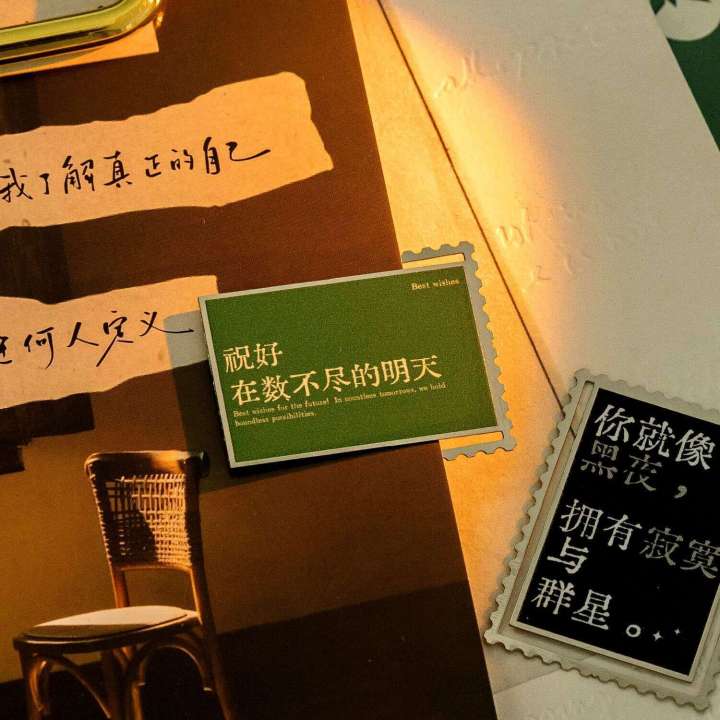 我了解真正的自己
何人定义
Best wishes
祝好
在数不尽的明天
Best wishes for the future! In countless tomorrows, we hold
boundless possibilities.
你就像
黑夜，
拥有寂寞
与
群星。